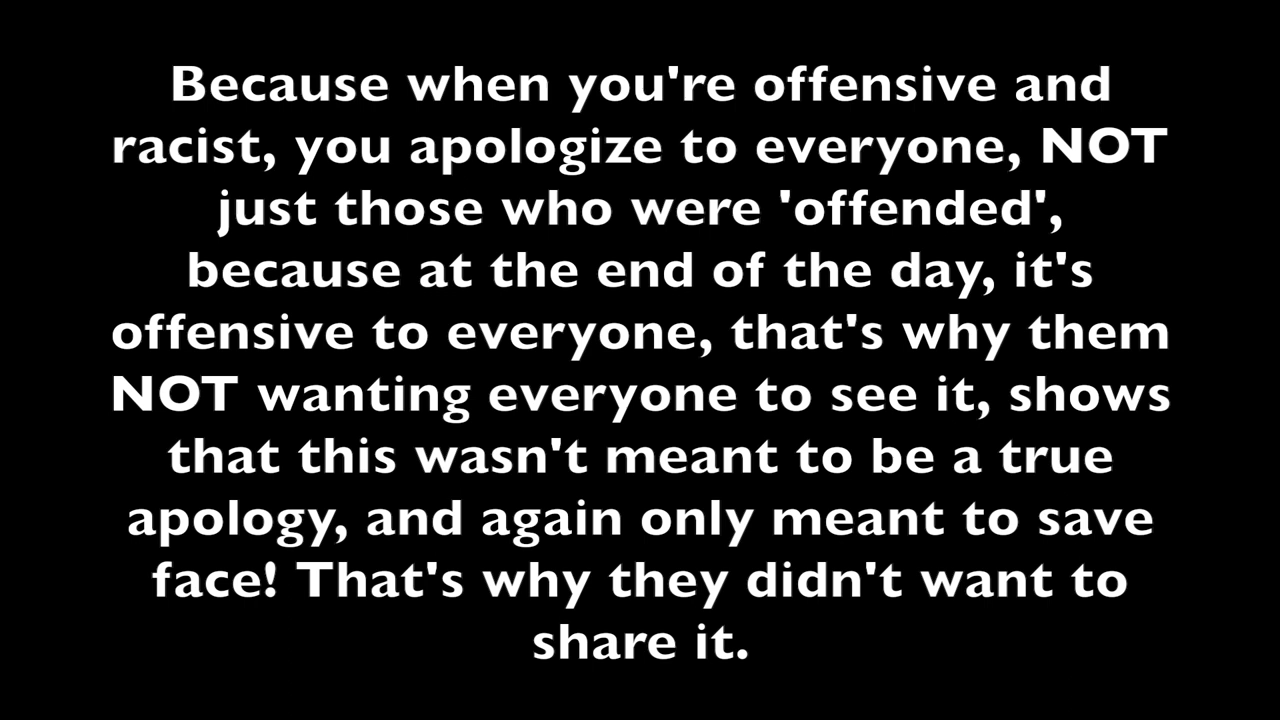 Because when you're offensive and
racist, you apologize to everyone, NOT
just those who were 'offended',
because at the end of the day, it's
offensive to everyone, that's why them
NOT wanting everyone to see it, shows
that this wasn't meant to be a true
apology, and again only meant to save
face! That's why they didn't want to
share it.